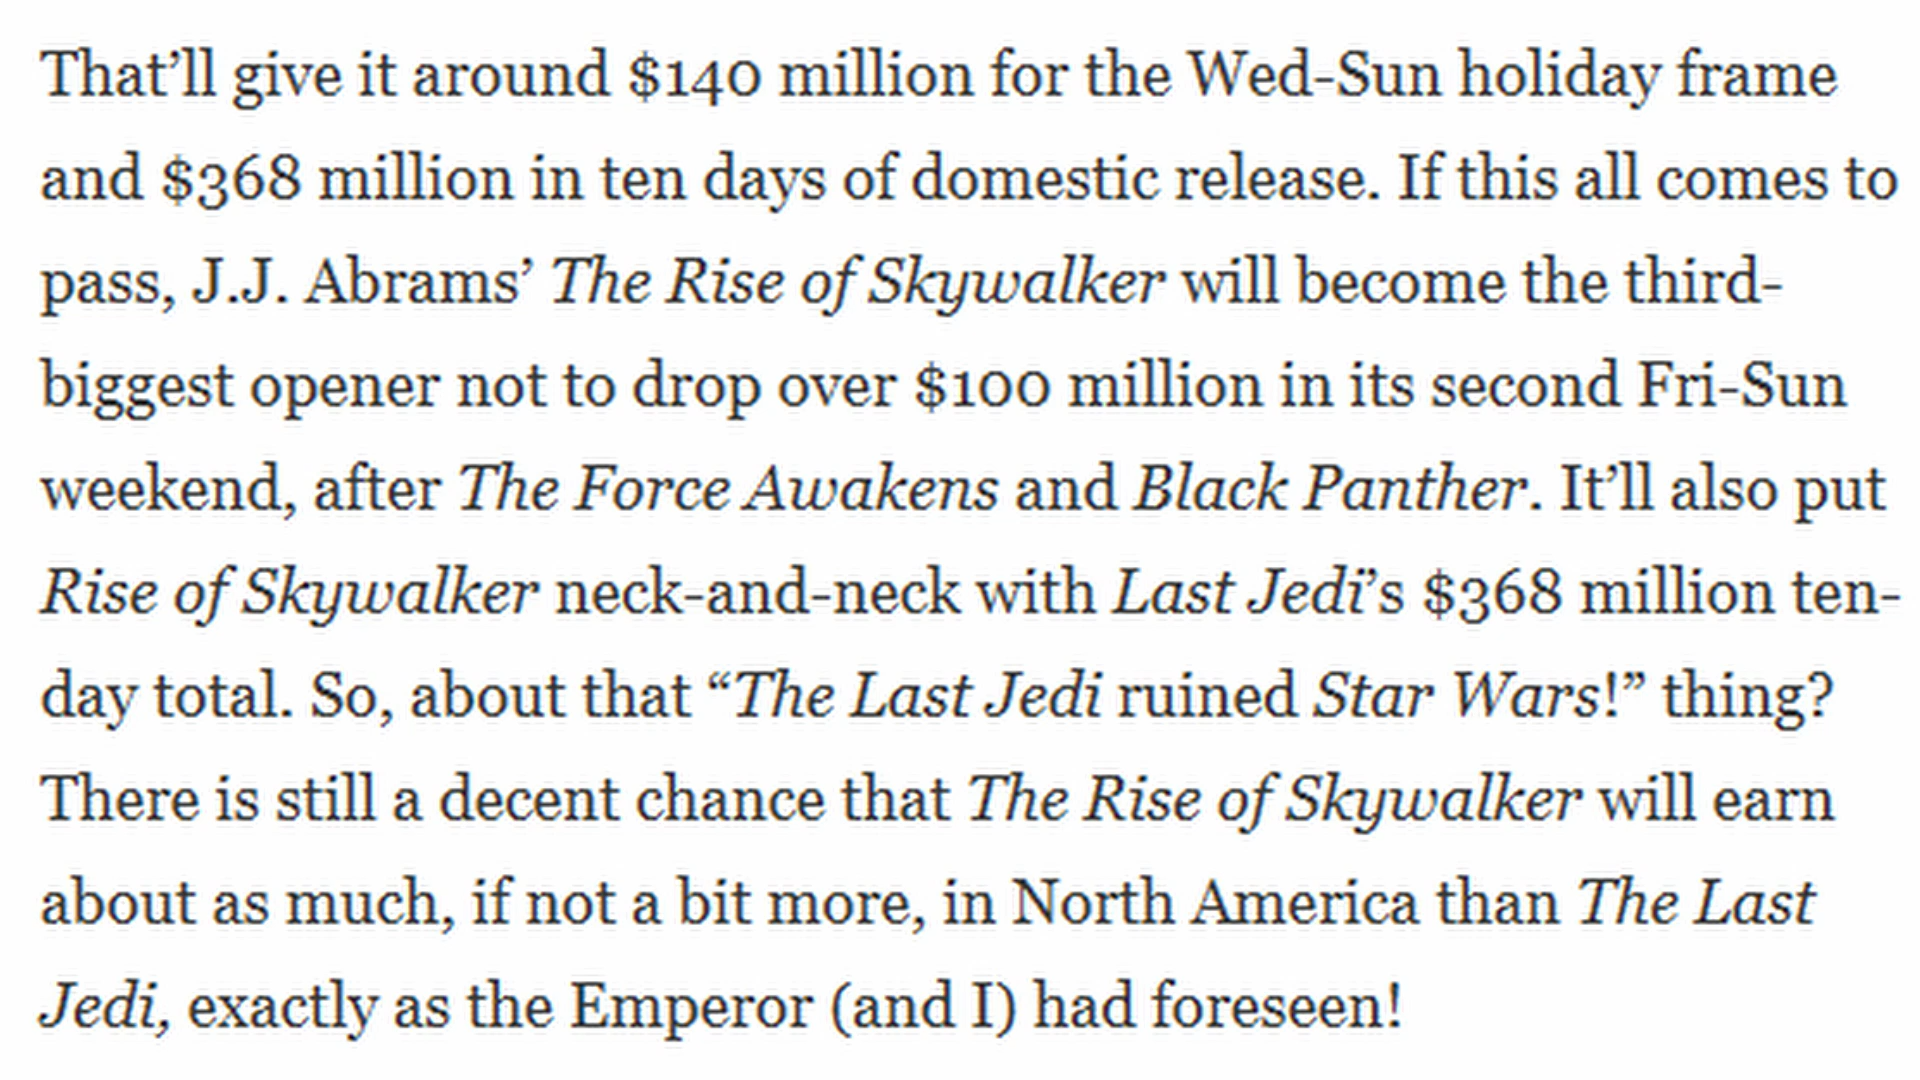 That’ll give it around $140 million for the Wed-Sun holiday frame
and $368 million in ten days of domestic release. If this all comes to
pass, J.J. Abrams’ The Rise of Skywalker will become the third-
biggest opener not to drop over $100 million in its second Fri-Sun
weekend, after The Force Awakens and Black Panther. It’ll also put
Rise of Skywalker neck-and-neck with Last Jedi’s $368 million ten-
day total. So, about that “The Last Jedi ruined Star Wars!” thing?
There is still a decent chance that The Rise of Skywalker will earn
about as much, if not a bit more, in North America than The Last
Jedi, exactly as the Emperor (and I) had foreseen!